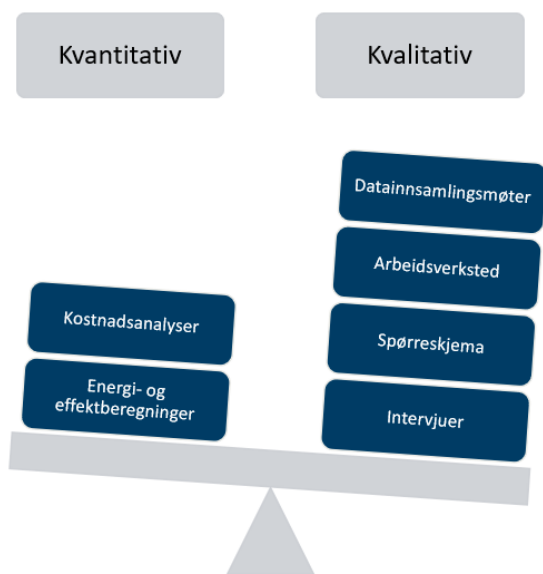 Kvantitativ
Kvalitativ
Datainnsamlingsmøter
Arbeidsverksted
Spørreskjema
Intervjuer
Kostnadsanalyser
Energi- og
effektberegninger